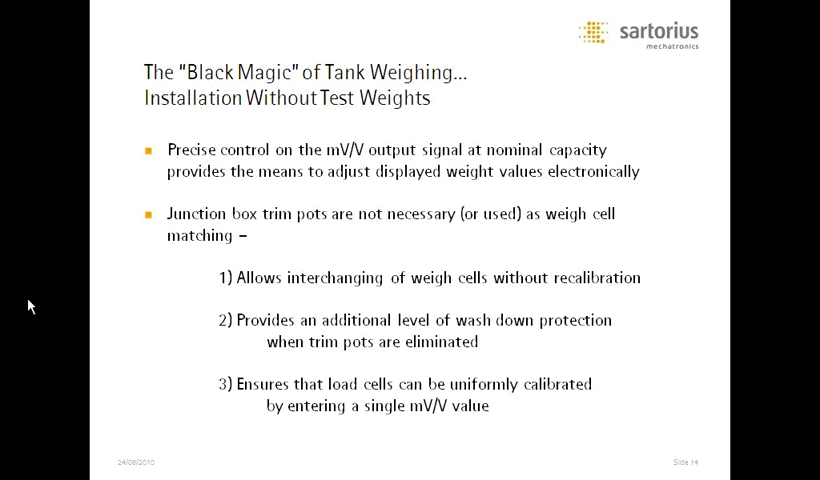 sartorius
mechatronics
The “Black Magic” of Tank Weighing...
Installation Without Test Weights
Precise control on the mV/V output signal at nominal capacity
provides the means to adjust displayed weight values electronically
Junction box trim pots are not necessary (or used) as weigh cell
matching –
1) Allows interchanging of weigh cells without recalibration
2) Provides an additional level of wash down protection
when trim pots are eliminated
3) Ensures that load cells can be uniformly calibrated
by entering a single mV/V value
24/08/2010
Slide 14